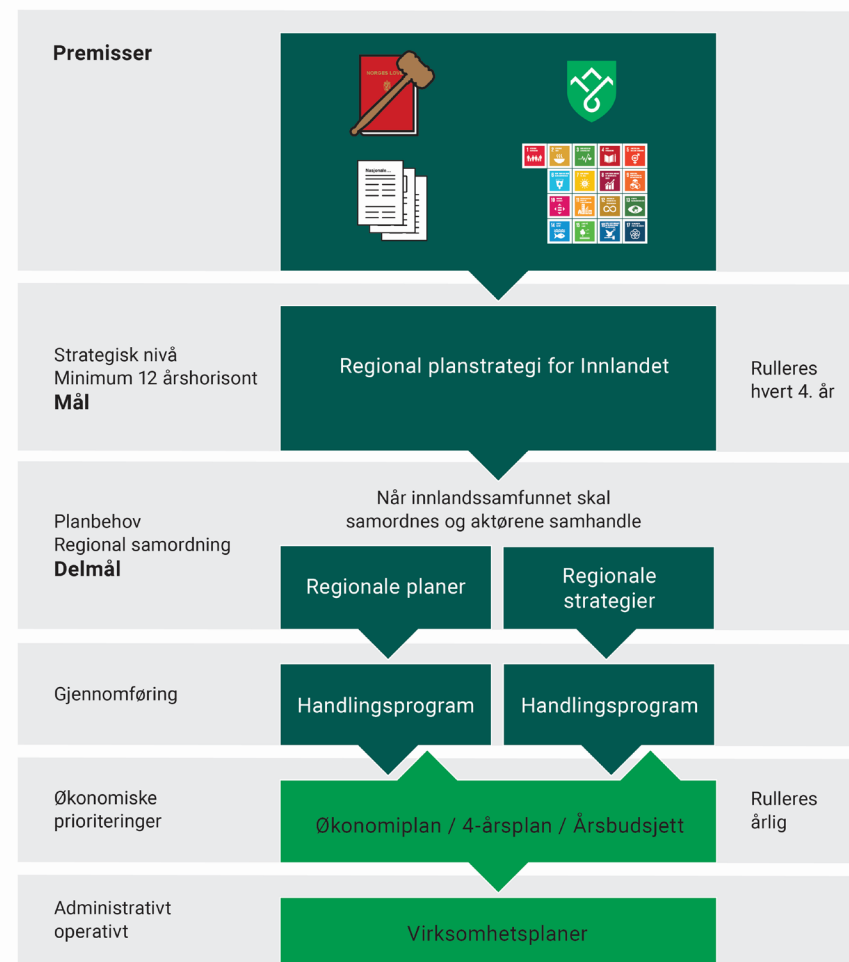 Premisser
NORGES LOVER
Nasjonale...
Strategisk nivå
Minimum 12 årshorisont
Mål
Regional planstrategi for Innlandet
Rulleres
hvert 4. år
Planbehov
Regional samordning
Delmål
Når innlandssamfunnet skal
samordnes og aktørene samhandle
Regionale planer
Regionale
strategier
Gjennomføring
Handlingsprogram
Handlingsprogram
Økonomiske
prioriteringer
Økonomiplan / 4-årsplan / Årsbudsjett
Rulleres
årlig
Administrativt
operativt
Virksomhetsplaner